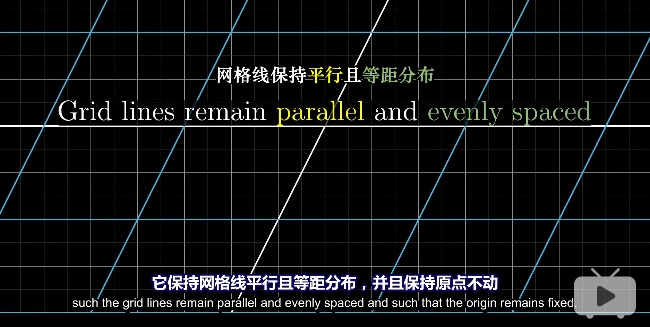 网格线保持平行且等距分布
Grid lines remain parallel and evenly spaced
它保持网格线平行且等距分布，并且保持原点不动
such the grid lines remain parallel and evenly spaced and such that the origin remains fixed.